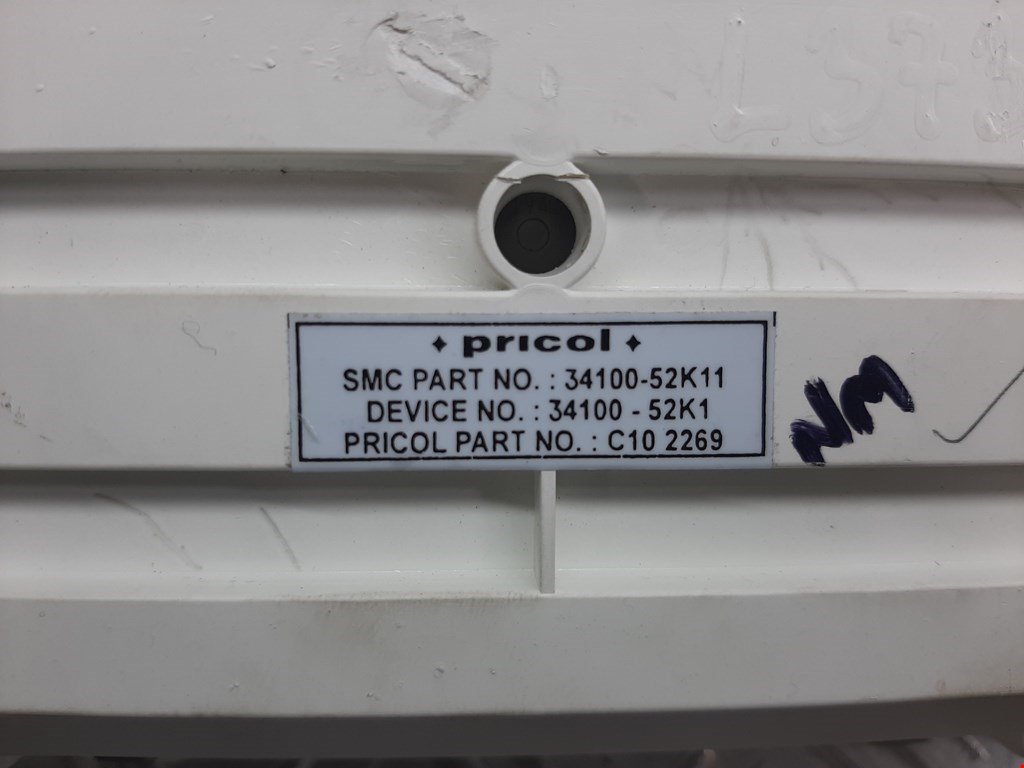 pricol
SMC PART NO. : 34100-52K11
DEVICE NO. : 34100 - 52K1
PRICOL PART NO. : C10 2269
NM